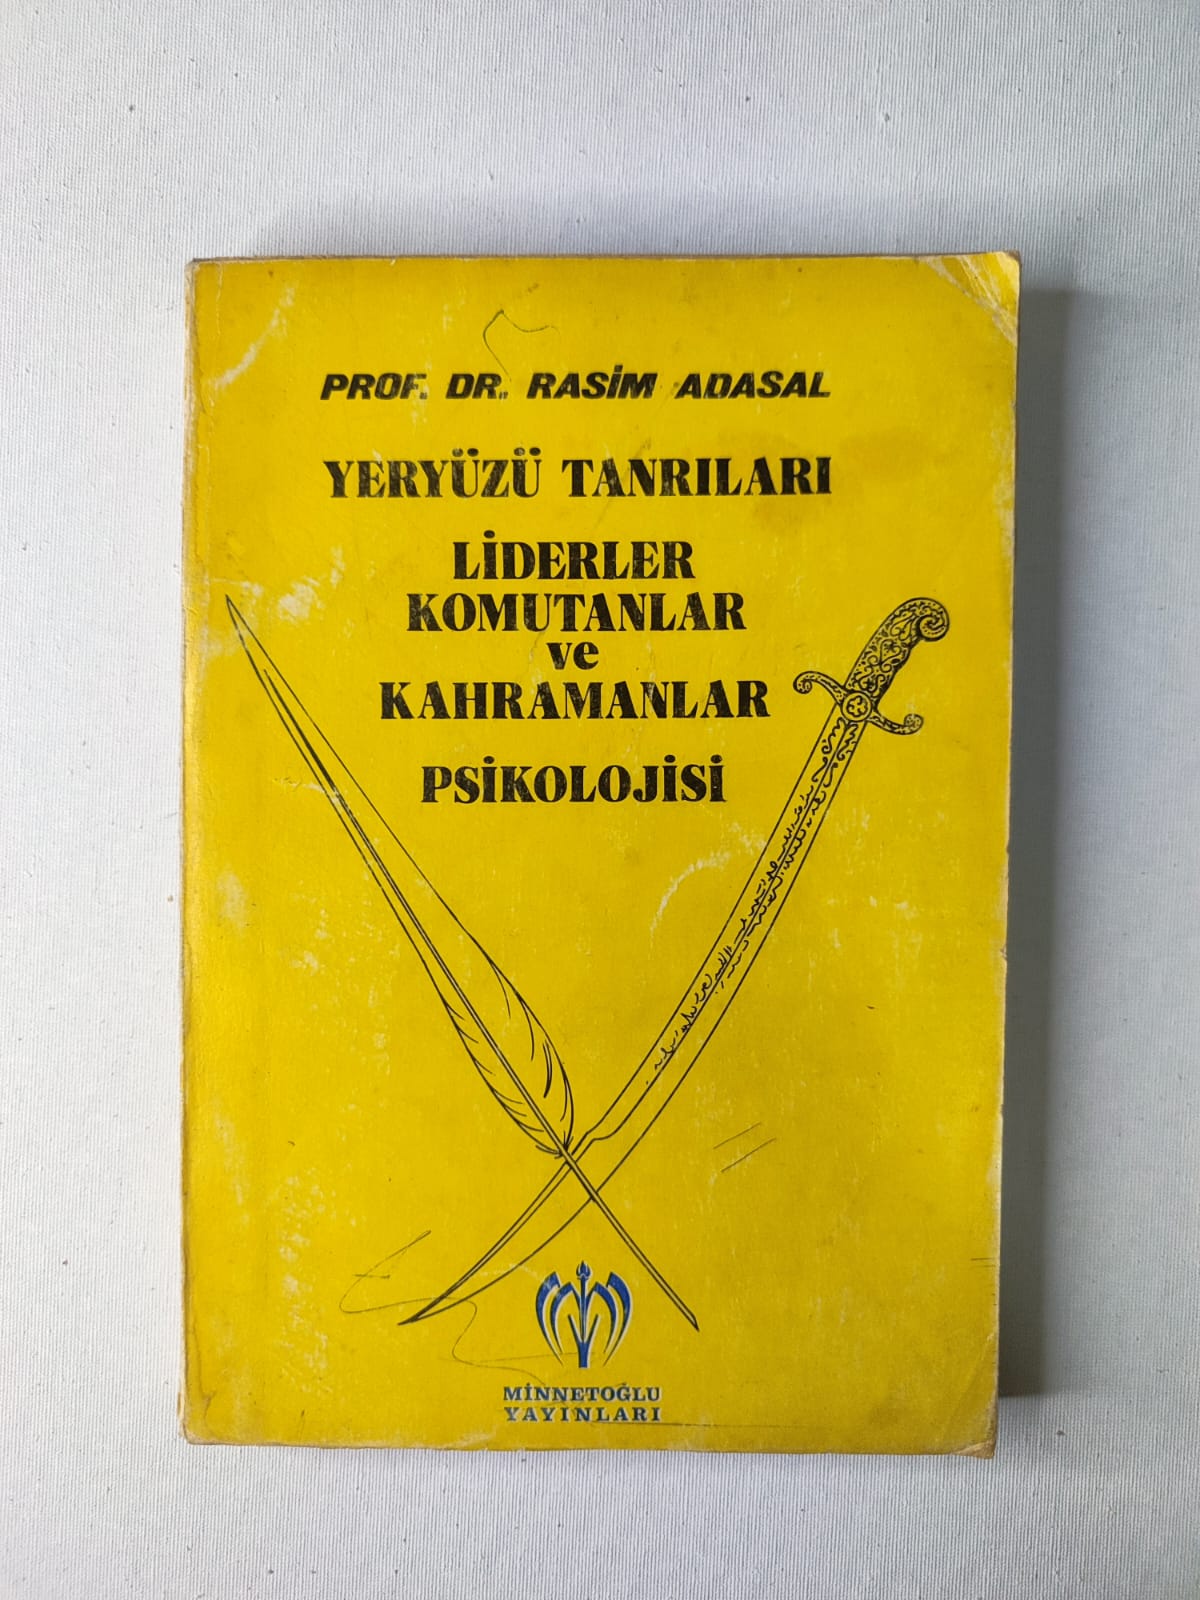 PROF. DR. RASİM ADASAL
YERYÜZÜ TANRILARI
LİDERLER
KOMUTANLAR
ve
KAHRAMANLAR
PSİKOLOJİSİ
MİNNETOĞLU
YAYINLARI